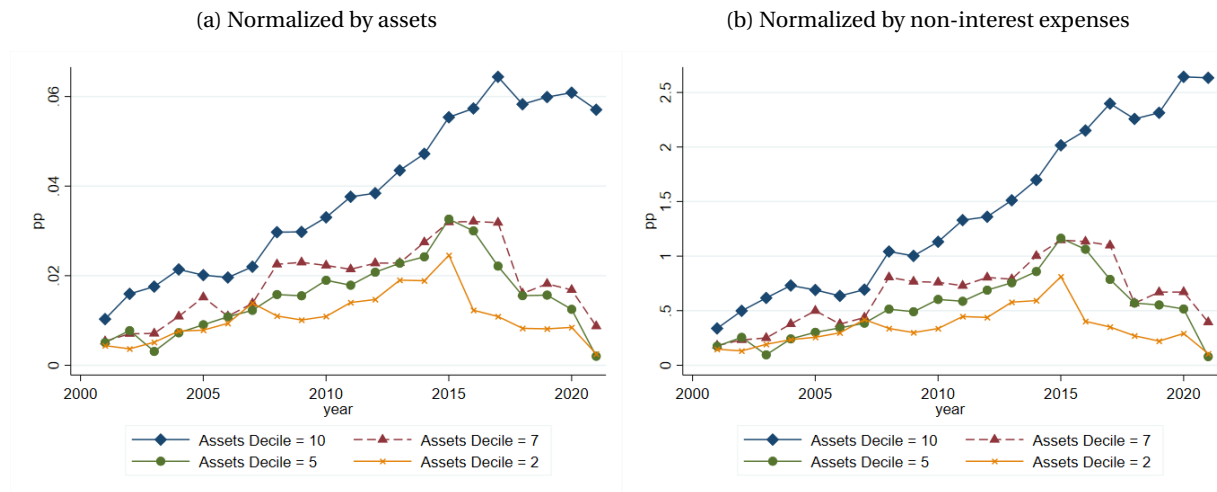 (a) Normalized by assets
.06
.04
.02
0
pp
2000 2005 2010 2015 2020
year
Assets Decile = 10 Assets Decile = 7
Assets Decile = 5 Assets Decile = 2
(b) Normalized by non-interest expenses
2.5
2
1.5
1
.5
0
pp
2000 2005 2010 2015 2020
year
Assets Decile = 10 Assets Decile = 7
Assets Decile = 5 Assets Decile = 2